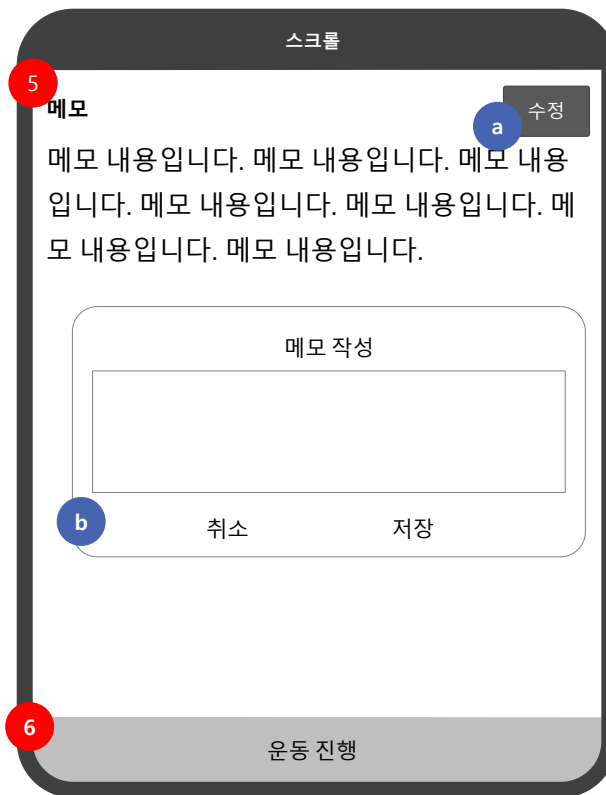 스크롤
5
메모
수정
a
메모 내용입니다. 메모 내용입니다. 메모 내용
입니다. 메모 내용입니다. 메모 내용입니다. 메
모 내용입니다. 메모 내용입니다.
메모 작성
b
취소
저장
6
운동 진행